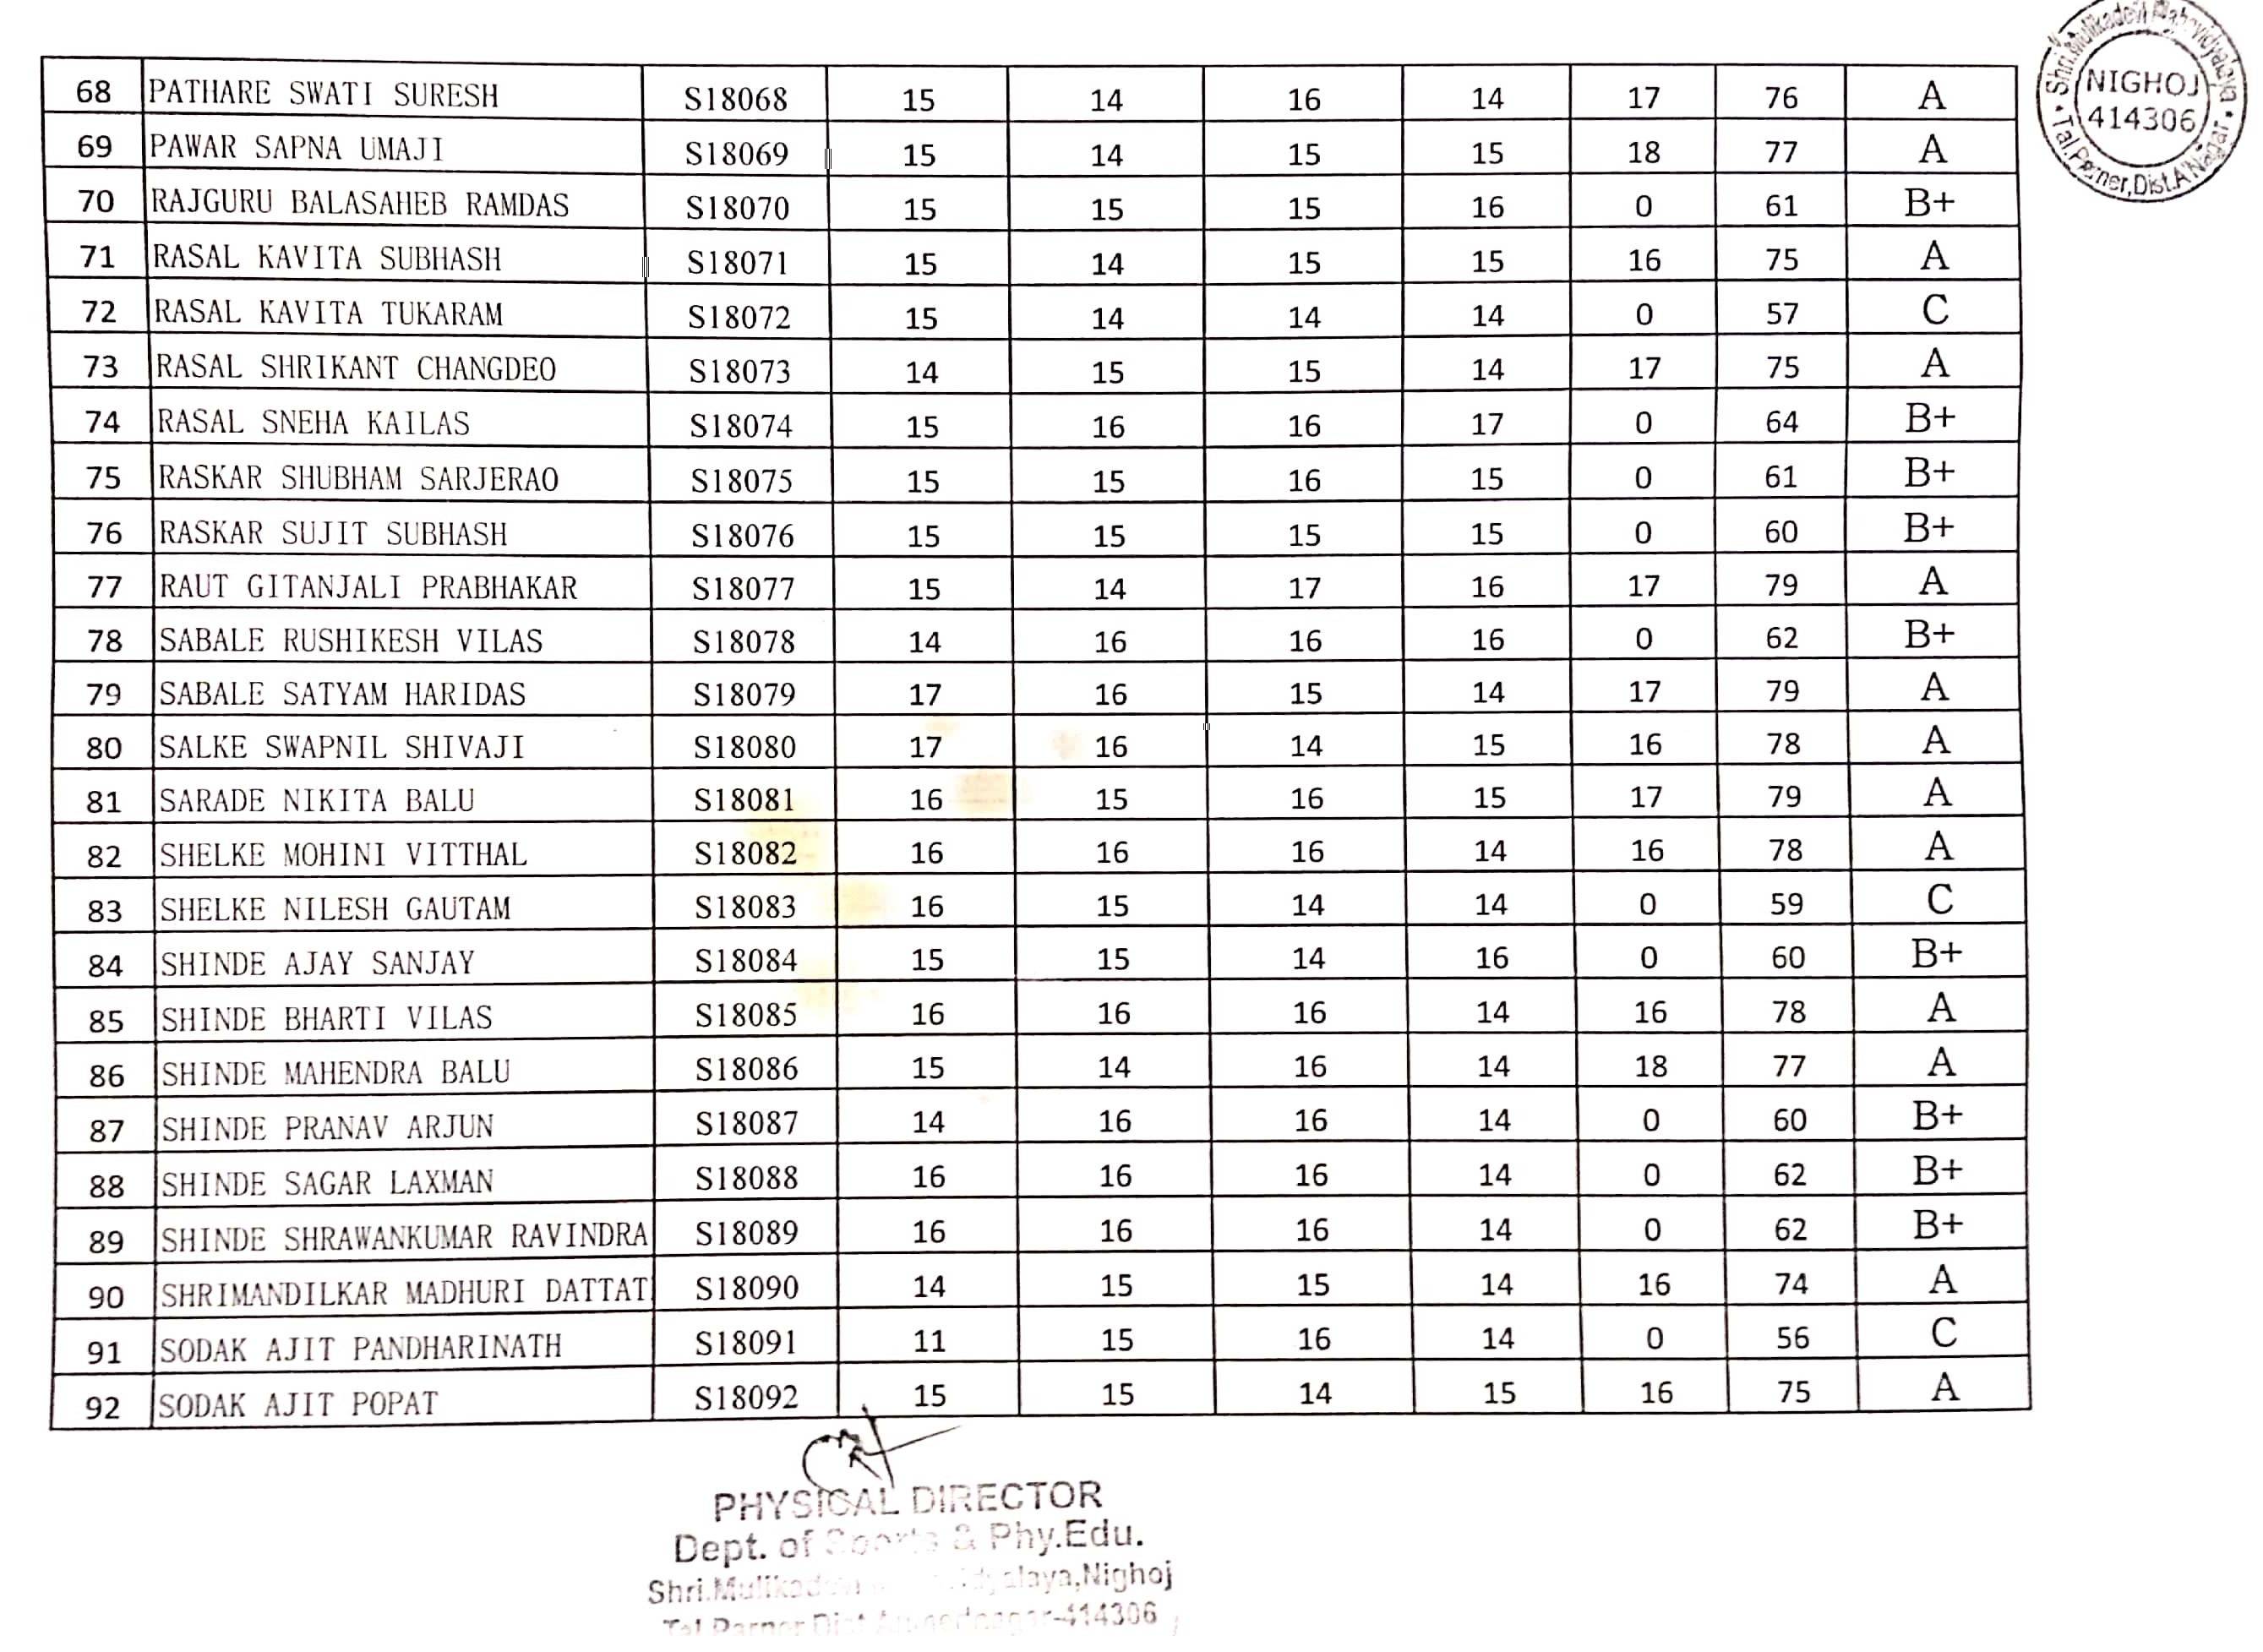 Shri.Mulikadevi Mahavidyalaya
NIGHOJ
414306
Tal.Parner,Dist.A'Nagar
68 PATHARE SWATI SURESH S18068 15 14 16 14 17 76 A
69 PAWAR SAPNA UMAJI S18069 15 14 15 15 18 77 A
70 RAJGURU BALASAHEB RAMDAS S18070 15 15 15 16 0 61 B+
71 RASAL KAVITA SUBHASH S18071 15 14 15 15 16 75 A
72 RASAL KAVITA TUKARAM S18072 15 14 14 14 0 57 C
73 RASAL SHRIKANT CHANGDEO S18073 14 15 15 14 17 75 A
74 RASAL SNEHA KAILAS S18074 15 16 16 17 0 64 B+
75 RASKAR SHUBHAM SARJERAO S18075 15 15 16 15 0 61 B+
76 RASKAR SUJIT SUBHASH S18076 15 15 15 15 0 60 B+
77 RAUT GITANJALI PRABHAKAR S18077 15 14 17 16 17 79 A
78 SABALE RUSHIKESH VILAS S18078 14 16 16 16 0 62 B+
79 SABALE SATYAM HARIDAS S18079 17 16 15 14 17 79 A
80 SALKE SWAPNIL SHIVAJI S18080 17 16 14 15 16 78 A
81 SARADE NIKITA BALU S18081 16 15 16 15 17 79 A
82 SHELKE MOHINI VITTHAL S18082 16 16 16 14 16 78 A
83 SHELKE NILESH GAUTAM S18083 16 15 14 14 0 59 C
84 SHINDE AJAY SANJAY S18084 15 15 14 16 0 60 B+
85 SHINDE BHARTI VILAS S18085 16 16 16 14 16 78 A
86 SHINDE MAHENDRA BALU S18086 15 14 16 14 18 77 A
87 SHINDE PRANAV ARJUN S18087 14 16 16 14 0 60 B+
88 SHINDE SAGAR LAXMAN S18088 16 16 16 14 0 62 B+
89 SHINDE SHRAWANKUMAR RAVINDRA S18089 16 16 16 14 0 62 B+
90 SHRIMANDILKAR MADHURI DATTAT S18090 14 15 15 14 16 74 A
91 SODAK AJIT PANDHARINATH S18091 11 15 16 14 0 56 C
92 SODAK AJIT POPAT S18092 15 15 14 15 16 75 A
PHYSICAL DIRECTOR
Dept. of Sports & Phy.Edu.
Shri.Mulikadevi Nighoj
Tal.Parner,Dist.Ahmednagar-414306